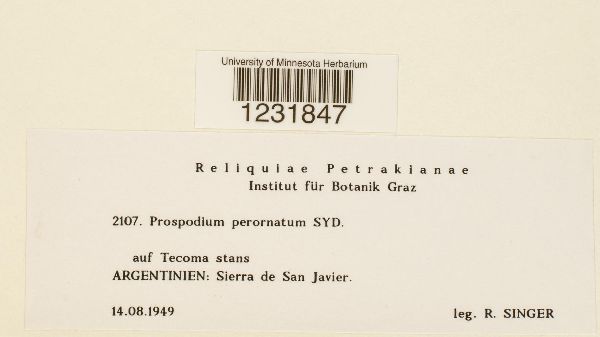 University of Minnesota Herbarium
1231847
Reliquiae Petrakianae
Institut für Botanik Graz
2107. Prospodium perornatum SYD.
auf Tecoma stans
ARGENTINIEN: Sierra de San Javier.
14.08.1949 leg. R. SINGER